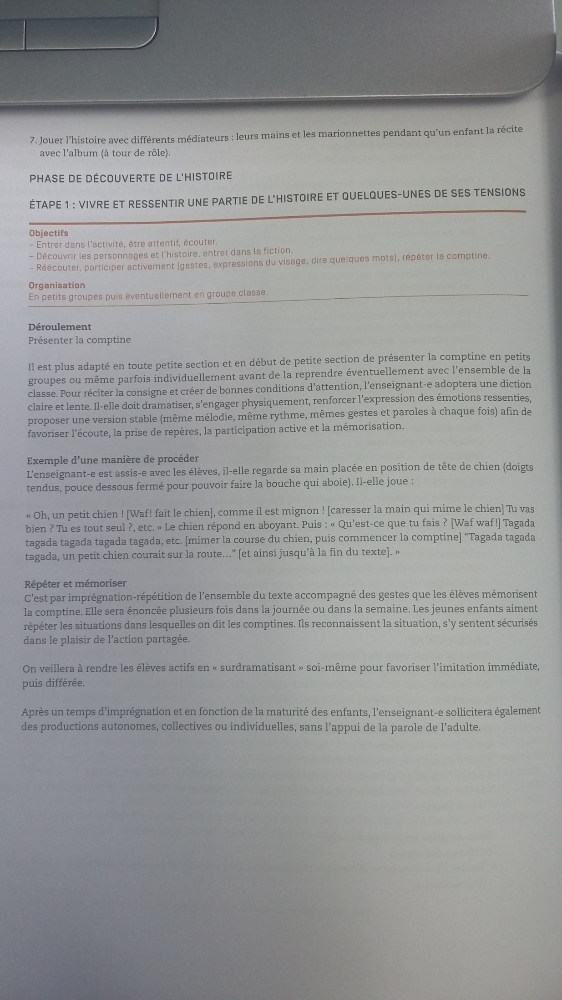 7. Jouer l'histoire avec différents médiateurs : leurs mains et les marionnettes pendant qu'un enfant la récite
avec l'album (à tour de rôle).
PHASE DE DÉCOUVERTE DE L'HISTOIRE
ÉTAPE 1 : VIVRE ET RESSENTIR UNE PARTIE DE L'HISTOIRE ET QUELQUES-UNES DE SES TENSIONS
Objectifs
– Entrer dans l'activité, être attentif, écouter.
– Découvrir les personnages et l'histoire, entrer dans la fiction.
– Réécouter, participer activement (gestes, expressions du visage, dire quelques mots), répéter la comptine.
Organisation
En petits groupes puis éventuellement en groupe classe.
Déroulement
Présenter la comptine
Il est plus adapté en toute petite section et en début de petite section de présenter la comptine en petits
groupes ou même parfois individuellement avant de la reprendre éventuellement avec l'ensemble de la
classe. Pour réciter la consigne et créer de bonnes conditions d'attention, l'enseignant-e adoptera une diction
claire et lente. Il-elle doit dramatiser, s'engager physiquement, renforcer l'expression des émotions ressenties,
proposer une version stable (même mélodie, même rythme, mêmes gestes et paroles à chaque fois) afin de
favoriser l'écoute, la prise de repères, la participation active et la mémorisation.
Exemple d'une manière de procéder
L'enseignant-e est assis-e avec les élèves, il-elle regarde sa main placée en position de tête de chien (doigts
tendus, pouce dessous fermé pour pouvoir faire la bouche qui aboie). Il-elle joue :
« Oh, un petit chien ! [Waf! fait le chien], comme il est mignon ! [caresser la main qui mime le chien] Tu vas
bien ? Tu es tout seul ?, etc. » Le chien répond en aboyant. Puis : « Qu'est-ce que tu fais ? [Waf waf!] Tagada
tagada tagada tagada tagada, etc. [mimer la course du chien, puis commencer la comptine] “Tagada tagada
tagada, un petit chien courait sur la route...” [et ainsi jusqu'à la fin du texte]. »
Répéter et mémoriser
C'est par imprégnation-répétition de l'ensemble du texte accompagné des gestes que les élèves mémorisent
la comptine. Elle sera énoncée plusieurs fois dans la journée ou dans la semaine. Les jeunes enfants aiment
répéter les situations dans lesquelles on dit les comptines. Ils reconnaissent la situation, s'y sentent sécurisés
dans le plaisir de l'action partagée.
On veillera à rendre les élèves actifs en « surdramatisant » soi-même pour favoriser l'imitation immédiate,
puis différée.
Après un temps d'imprégnation et en fonction de la maturité des enfants, l'enseignant-e sollicitera également
des productions autonomes, collectives ou individuelles, sans l'appui de la parole de l'adulte.